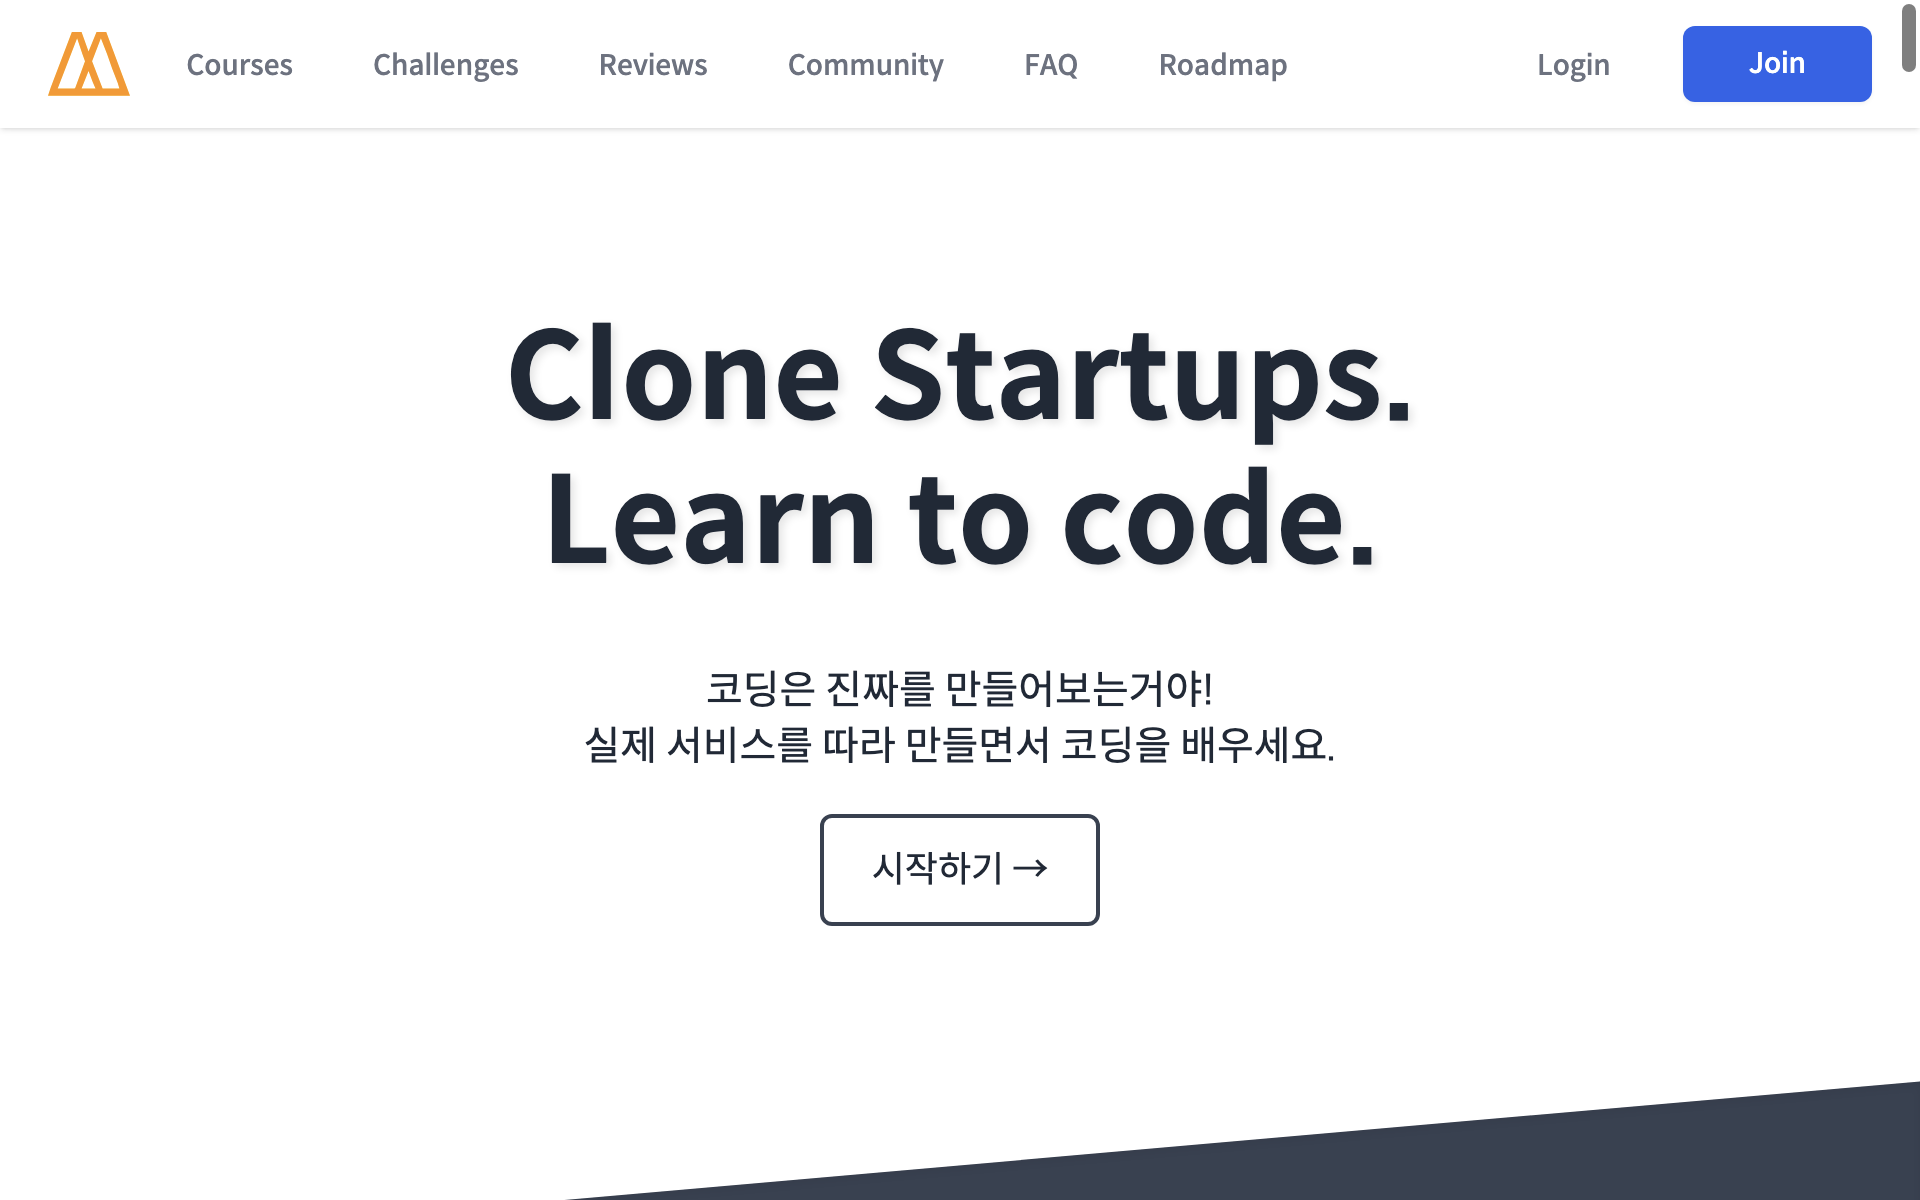 Courses Challenges Reviews Community FAQ Roadmap Login Join
Clone Startups.
Learn to code.
코딩은 진짜를 만들어보는거야!
실제 서비스를 따라 만들면서 코딩을 배우세요.
시작하기 →